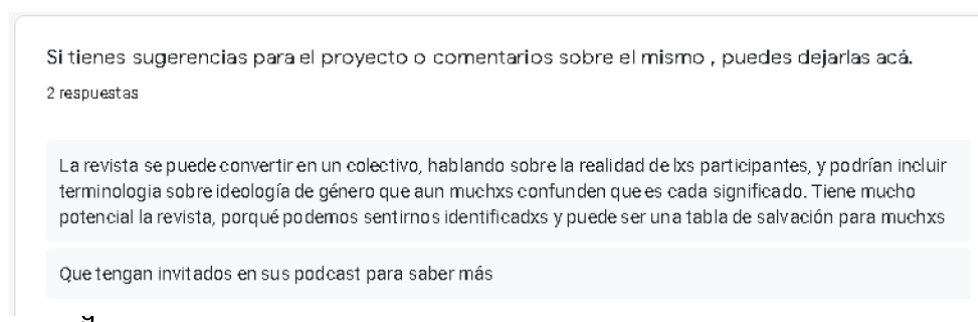 Si tienes sugerencias para el proyecto o comentarios sobre el mismo , puedes dejarlas acá.
2 respuestas
La revista se puede convertir en un colectivo, hablando sobre la realidad de lxs participantes, y podrían incluir
terminologia sobre ideología de género que aun muchxs confunden que es cada significado. Tiene mucho
potencial la revista, porqué podemos sentirnos identificadxs y puede ser una tabla de salvación para muchxs
Que tengan invitados en sus podcast para saber más